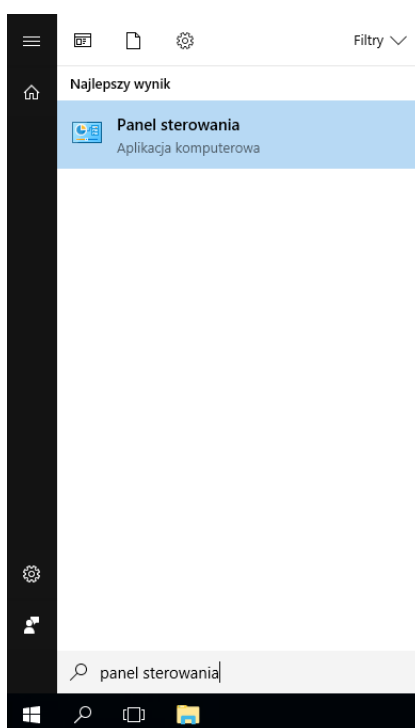 Filtry
Najlepszy wynik
Panel sterowania
Aplikacja komputerowa
panel sterowania